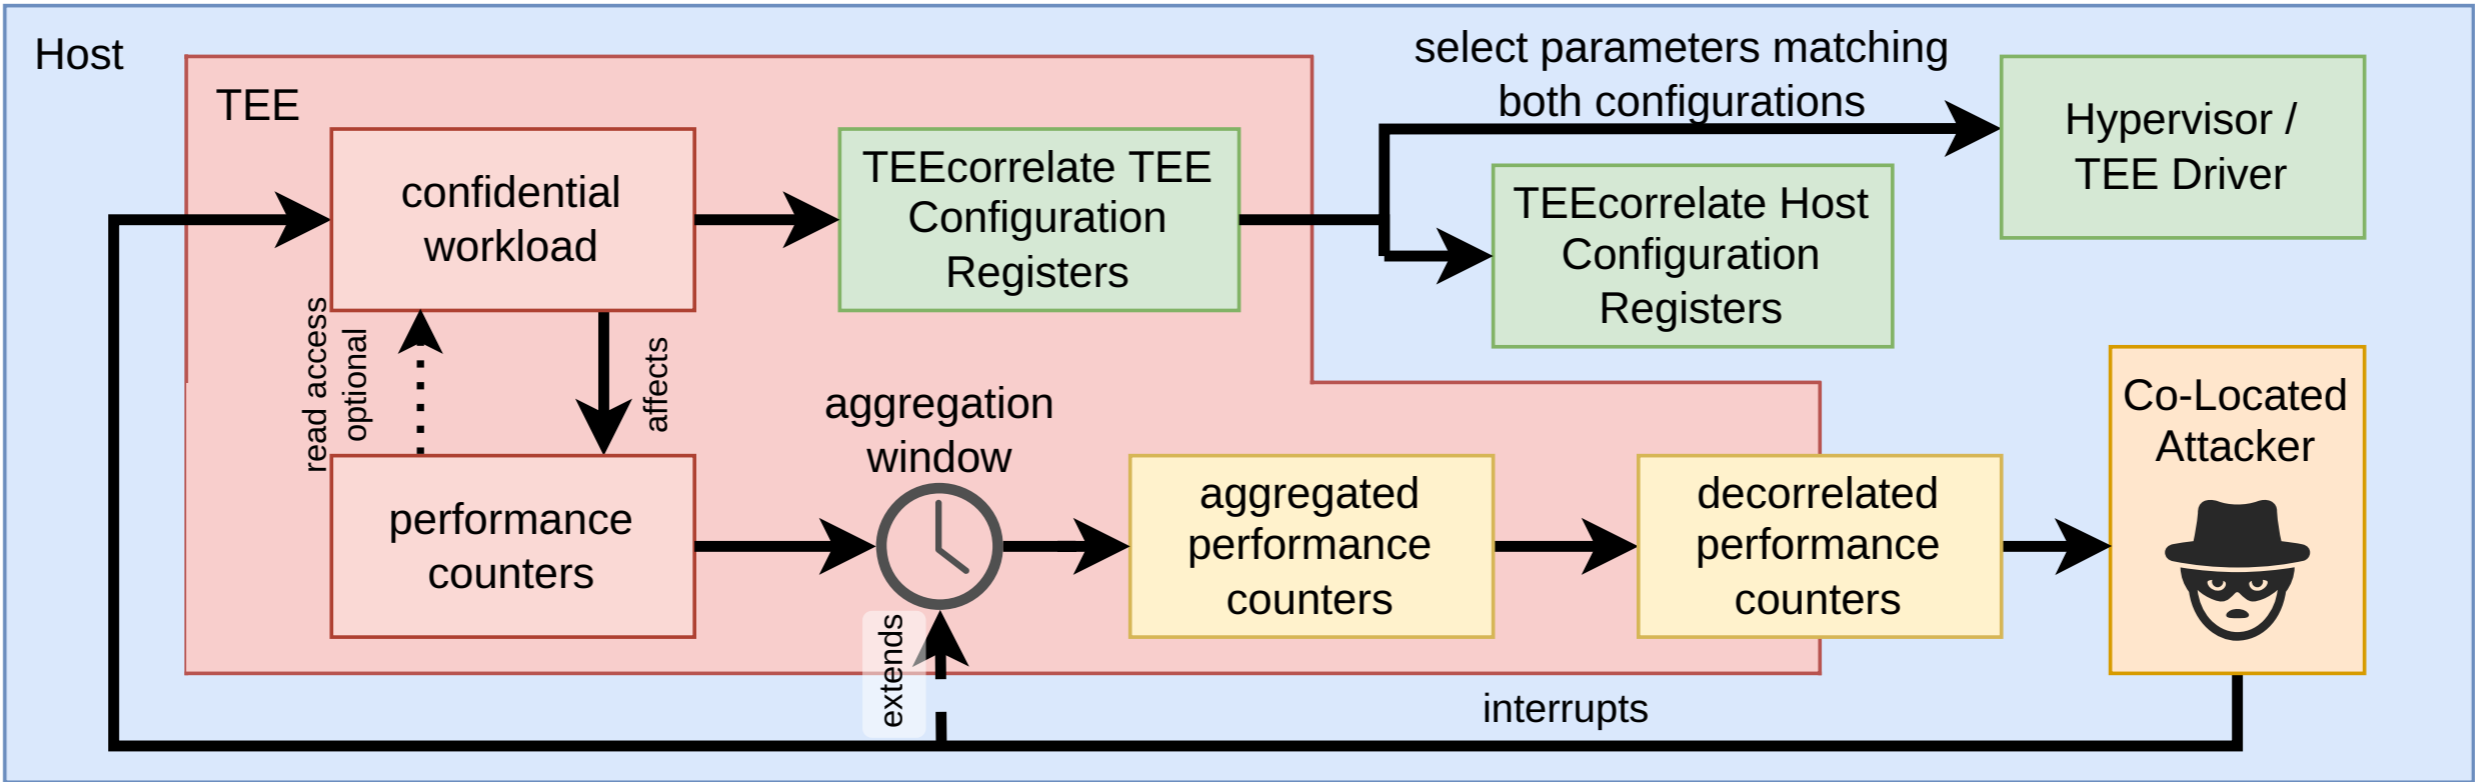 Host
TEE
confidential
workload
TEEcorrelate TEE
Configuration
Registers
select parameters matching
both configurations
Hypervisor /
TEE Driver
TEEcorrelate Host
Configuration
Registers
read access
optional
affects
performance
counters
aggregation
window
extends
aggregated
performance
counters
decorrelated
performance
counters
Co-Located
Attacker
interrupts